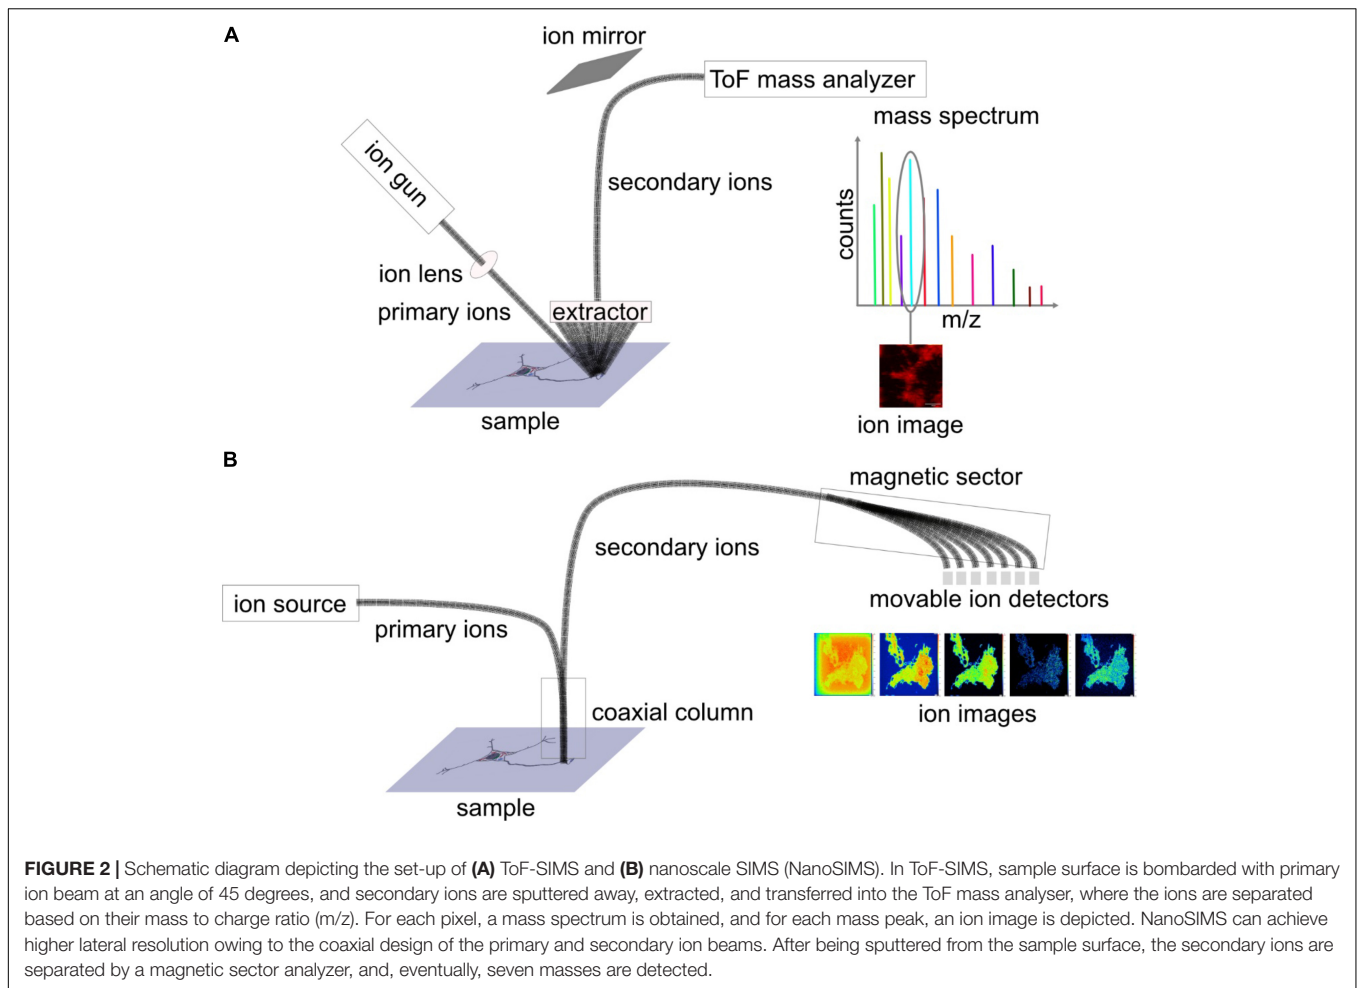 A
ion mirror
ToF mass analyzer
mass spectrum
ion gun
secondary ions
counts
ion lens
primary ions
extractor
m/z
sample
ion image
B
magnetic sector
secondary ions
ion source
primary ions
movable ion detectors
coaxial column
ion images
sample
FIGURE 2 | Schematic diagram depicting the set-up of (A) ToF-SIMS and (B) nanoscale SIMS (NanoSIMS). In ToF-SIMS, sample surface is bombarded with primary
ion beam at an angle of 45 degrees, and secondary ions are sputtered away, extracted, and transferred into the ToF mass analyser, where the ions are separated
based on their mass to charge ratio (m/z). For each pixel, a mass spectrum is obtained, and for each mass peak, an ion image is depicted. NanoSIMS can achieve
higher lateral resolution owing to the coaxial design of the primary and secondary ion beams. After being sputtered from the sample surface, the secondary ions are
separated by a magnetic sector analyzer, and, eventually, seven masses are detected.